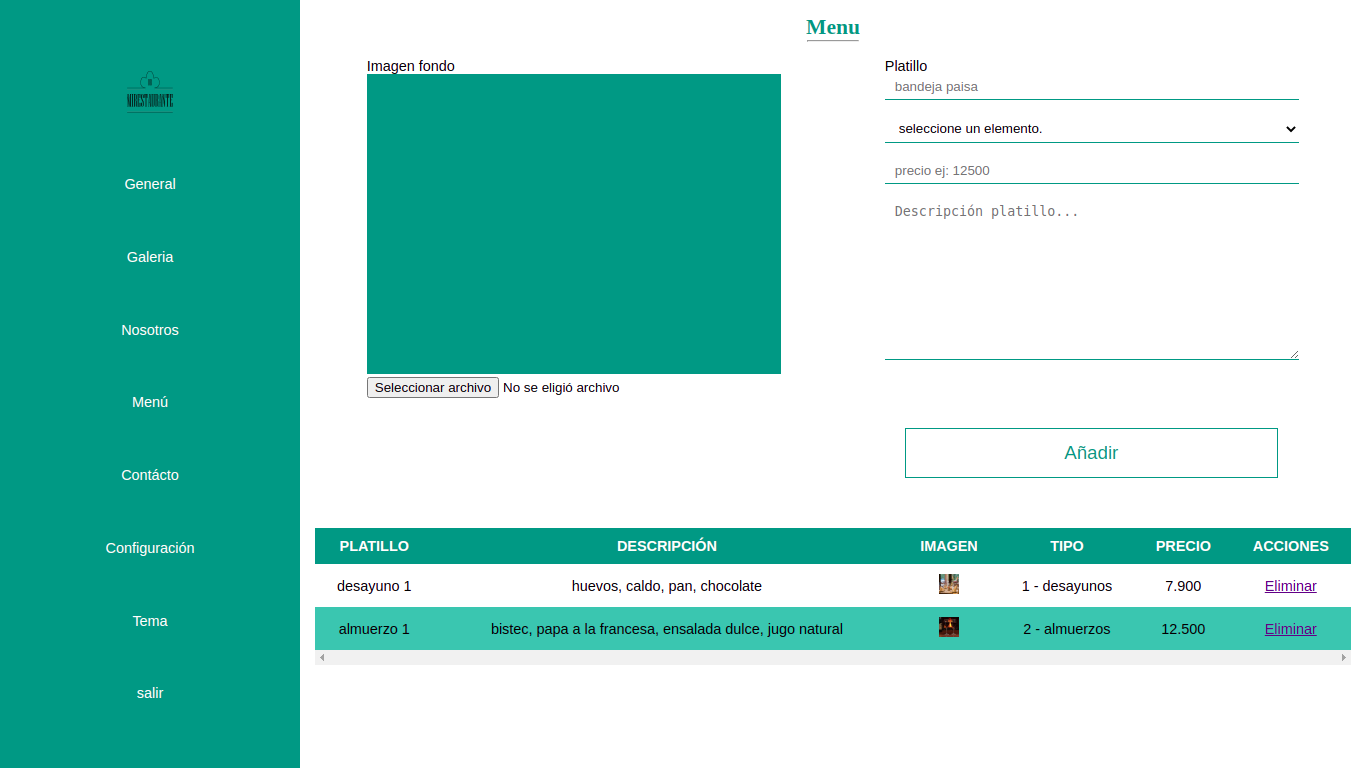 MIRESTAURANTE
General
Galeria
Nosotros
Menú
Contácto
Configuración
Tema
salir
Menu
Imagen fondo
Seleccionar archivo No se eligió archivo
Platillo
bandeja paisa
seleccione un elemento.
precio ej: 12500
Descripción platillo...
Añadir
PLATILLO DESCRIPCIÓN IMAGEN TIPO PRECIO ACCIONES
desayuno 1 huevos, caldo, pan, chocolate 1 - desayunos 7.900 Eliminar
almuerzo 1 bistec, papa a la francesa, ensalada dulce, jugo natural 2 - almuerzos 12.500 Eliminar